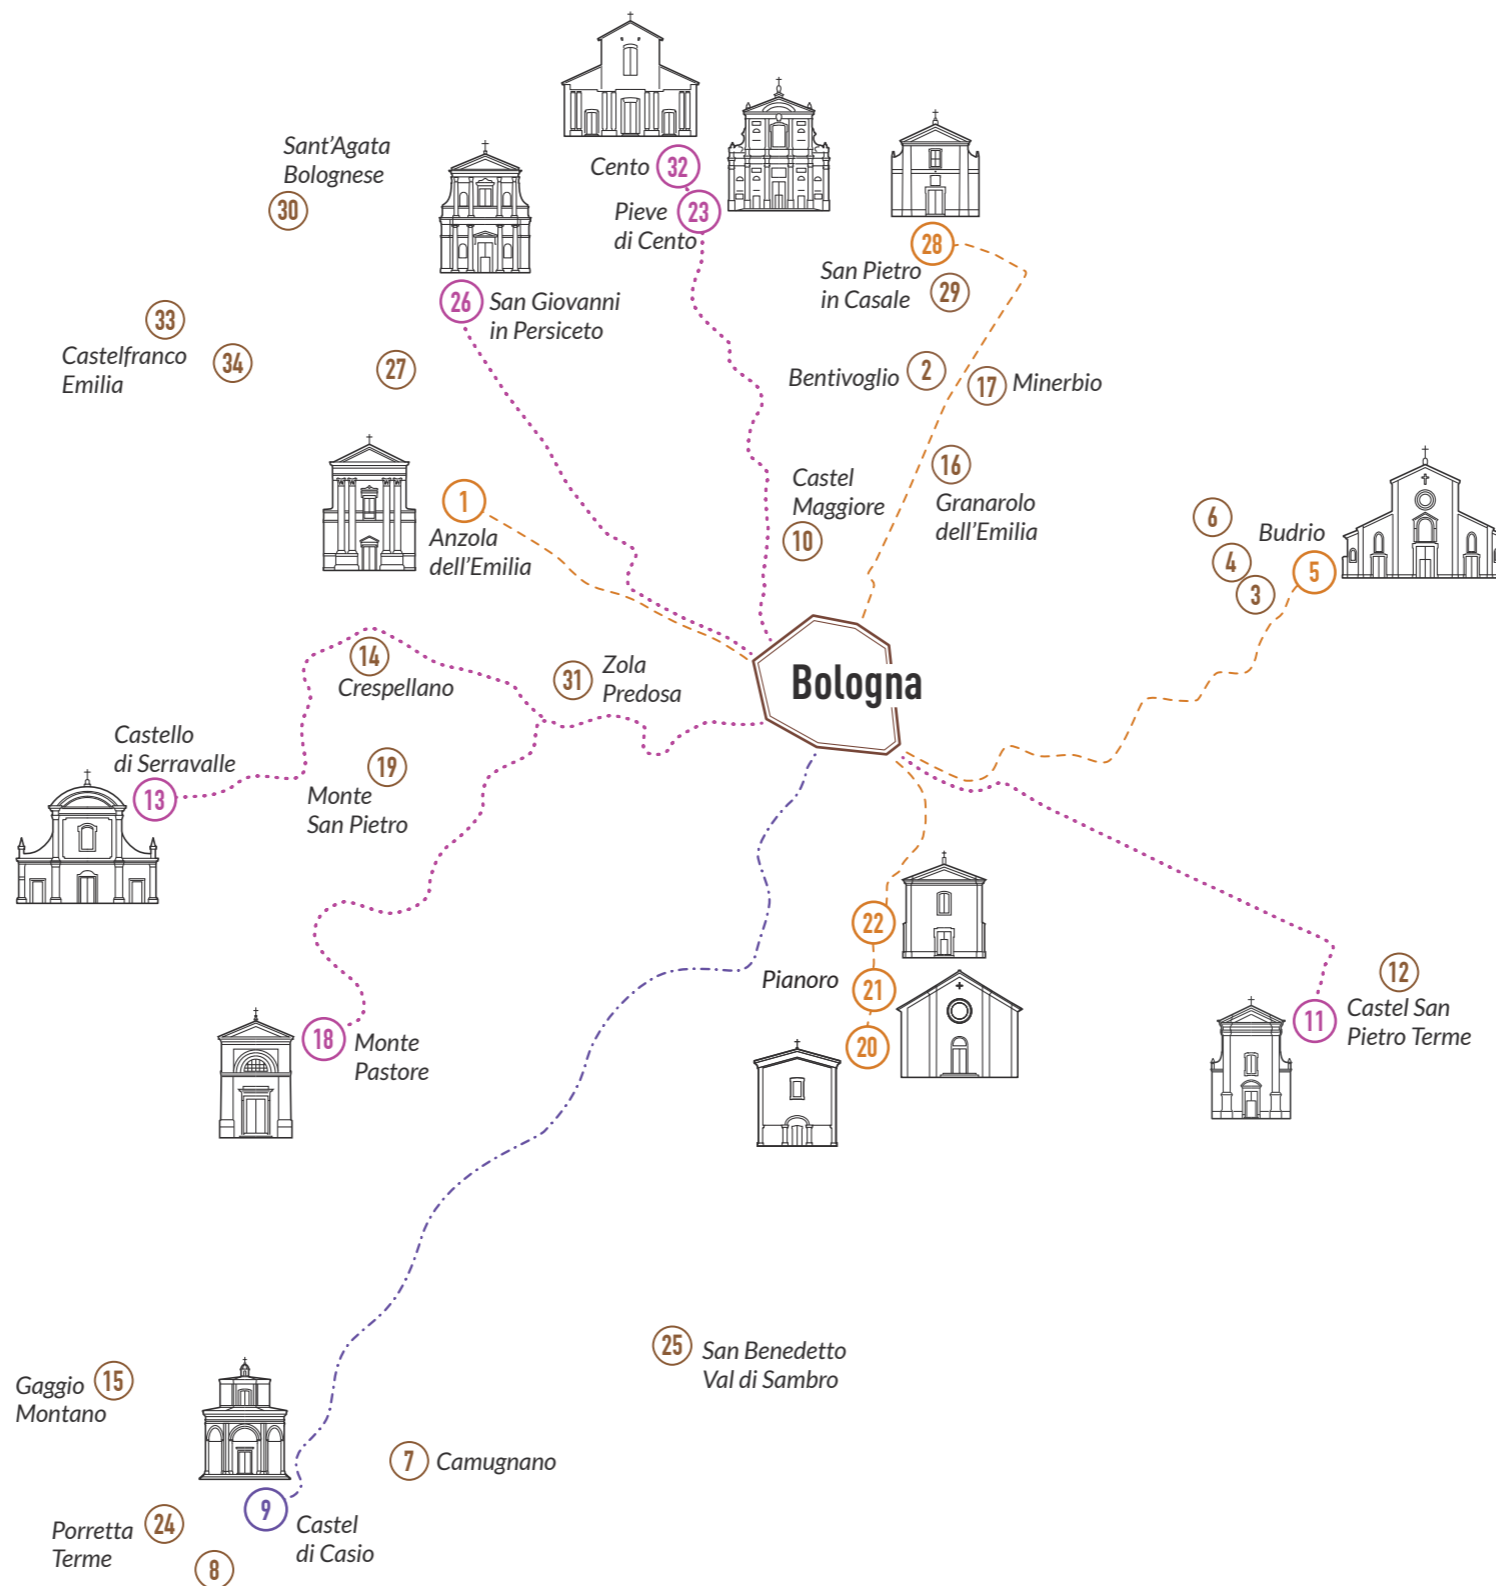 Sant'Agata
Bolognese
30
Cento 32
Pieve 23
di Cento
28
San Pietro
in Casale
29
26 San Giovanni
in Persiceto
33
Castelfranco
Emilia
34
27
Bentivoglio 2
17 Minerbio
16
Granarolo
dell'Emilia
Castel
Maggiore
10
1
Anzola
dell'Emilia
6
Budrio
4
5
3
14
Crespellano
31 Zola
Predosa
Bologna
Castello
di Serravalle
13
19
Monte
San Pietro
22
Pianoro 21
20
12
Castel San
Pietro Terme
11
18 Monte
Pastore
25 San Benedetto
Val di Sambro
Gaggio 15
Montano
7 Camugnano
9 Castel
di Casio
Porretta 24
Terme
8